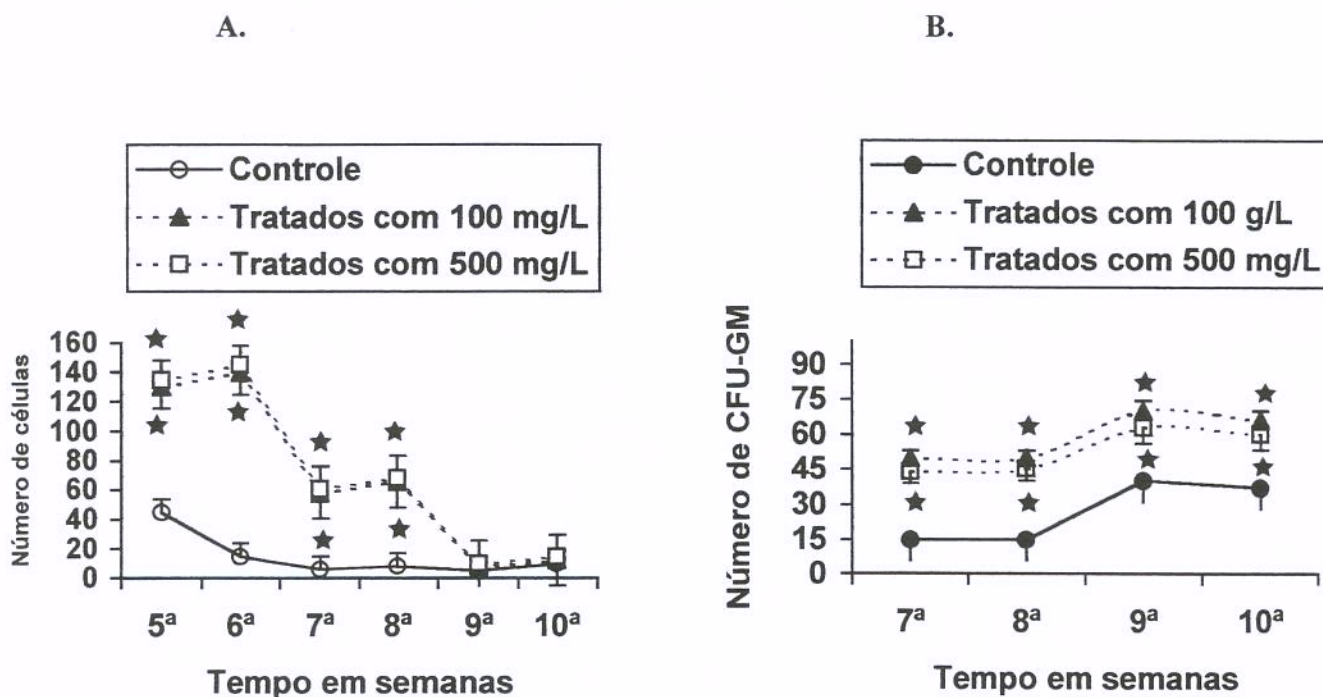 A.
Controle
Tratados com 100 mg/L
Tratados com 500 mg/L
Número de células
160
140
120
100
80
60
40
20
0
5ª 6ª 7ª 8ª 9ª 10ª
Tempo em semanas
B.
Controle
Tratados com 100 g/L
Tratados com 500 mg/L
Número de CFU-GM
90
75
60
45
30
15
0
7ª 8ª 9ª 10ª
Tempo em semanas